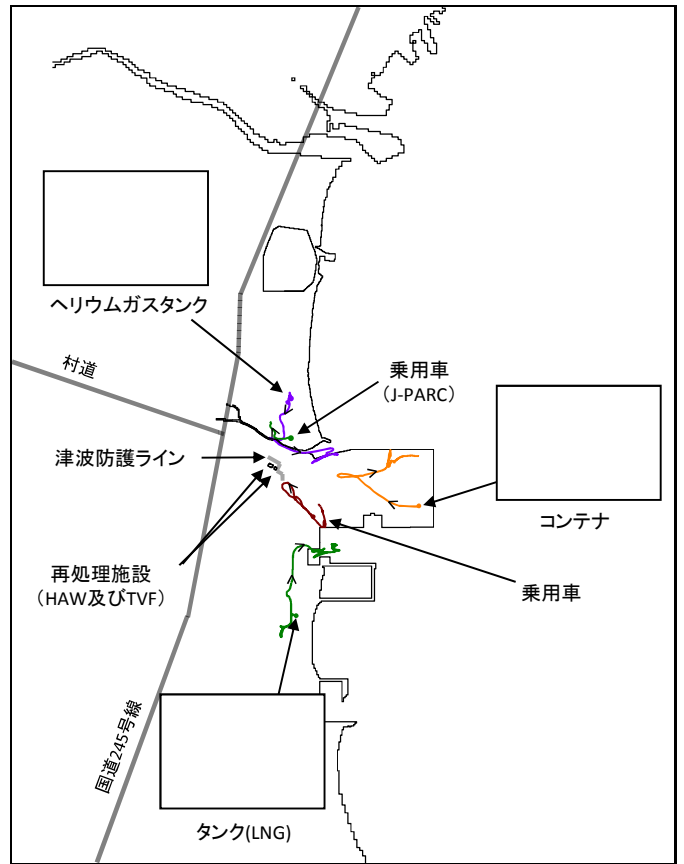 ヘリウムガスタンク
村道
乗用車
(J-PARC)
津波防護ライン
コンテナ
再処理施設
(HAW及びTVF)
乗用車
国道245号線
タンク(LNG)